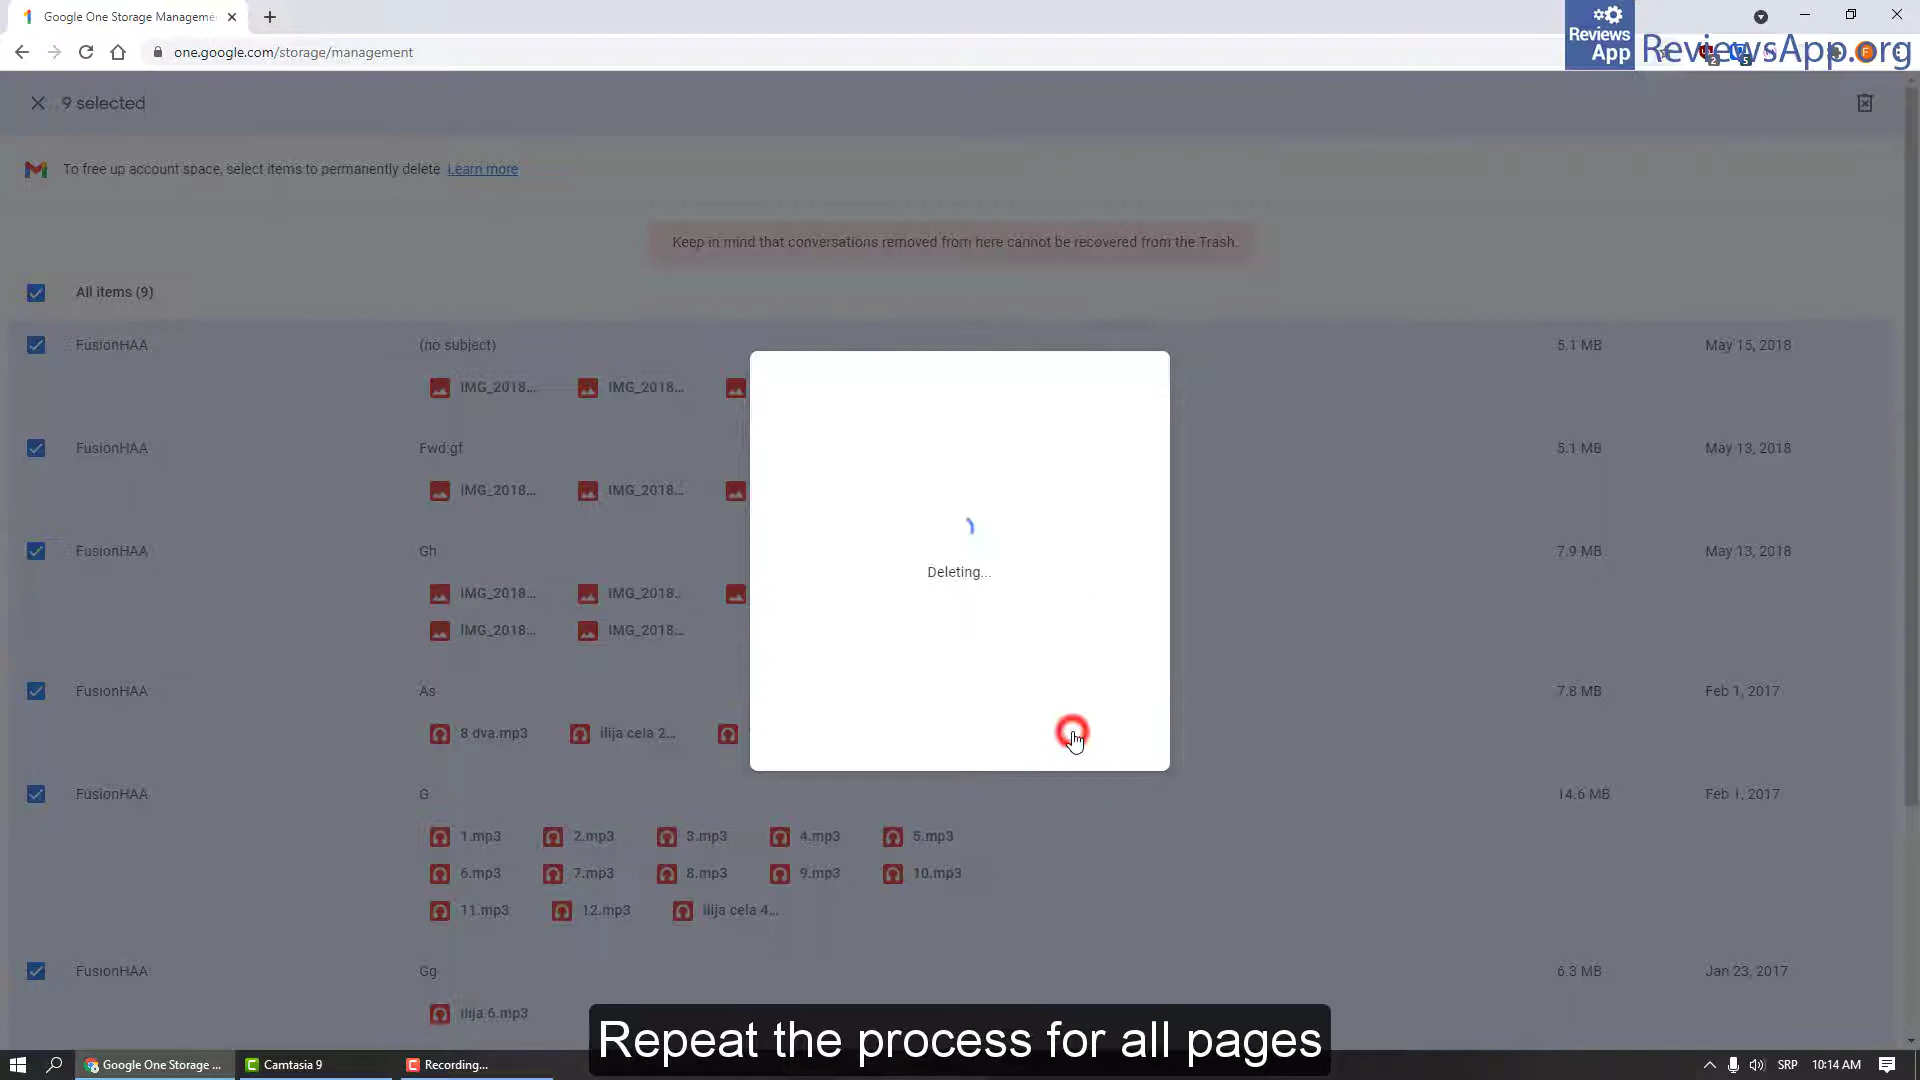 Google One Storage Manageme
Reviews App
ReviewsApp.org
one.google.com/storage/management
2
5
F
9 selected
To free up account space, select items to permanently delete Learn more
Keep in mind that conversations removed from here cannot be recovered from the Trash.
All items (9)
FusionHAA (no subject) 5.1 MB May 15, 2018
IMG_2018... IMG_2018...
FusionHAA Fwd:gf 5.1 MB May 13, 2018
IMG_2018... IMG_2018...
FusionHAA Gh 7.9 MB May 13, 2018
IMG_2018... IMG_2018...
IMG_2018... IMG_2018...
Deleting...
FusionHAA As 7.8 MB Feb 1, 2017
8 dva.mp3 ilija cela 2...
FusionHAA G 14.6 MB Feb 1, 2017
1.mp3 2.mp3 3.mp3 4.mp3 5.mp3
6.mp3 7.mp3 8.mp3 9.mp3 10.mp3
11.mp3 12.mp3 ilija cela 4...
FusionHAA Gg 6.3 MB Jan 23, 2017
ilija 6.mp3
Repeat the process for all pages
Google One Storage ... Camtasia 9 Recording... SRP 10:14 AM